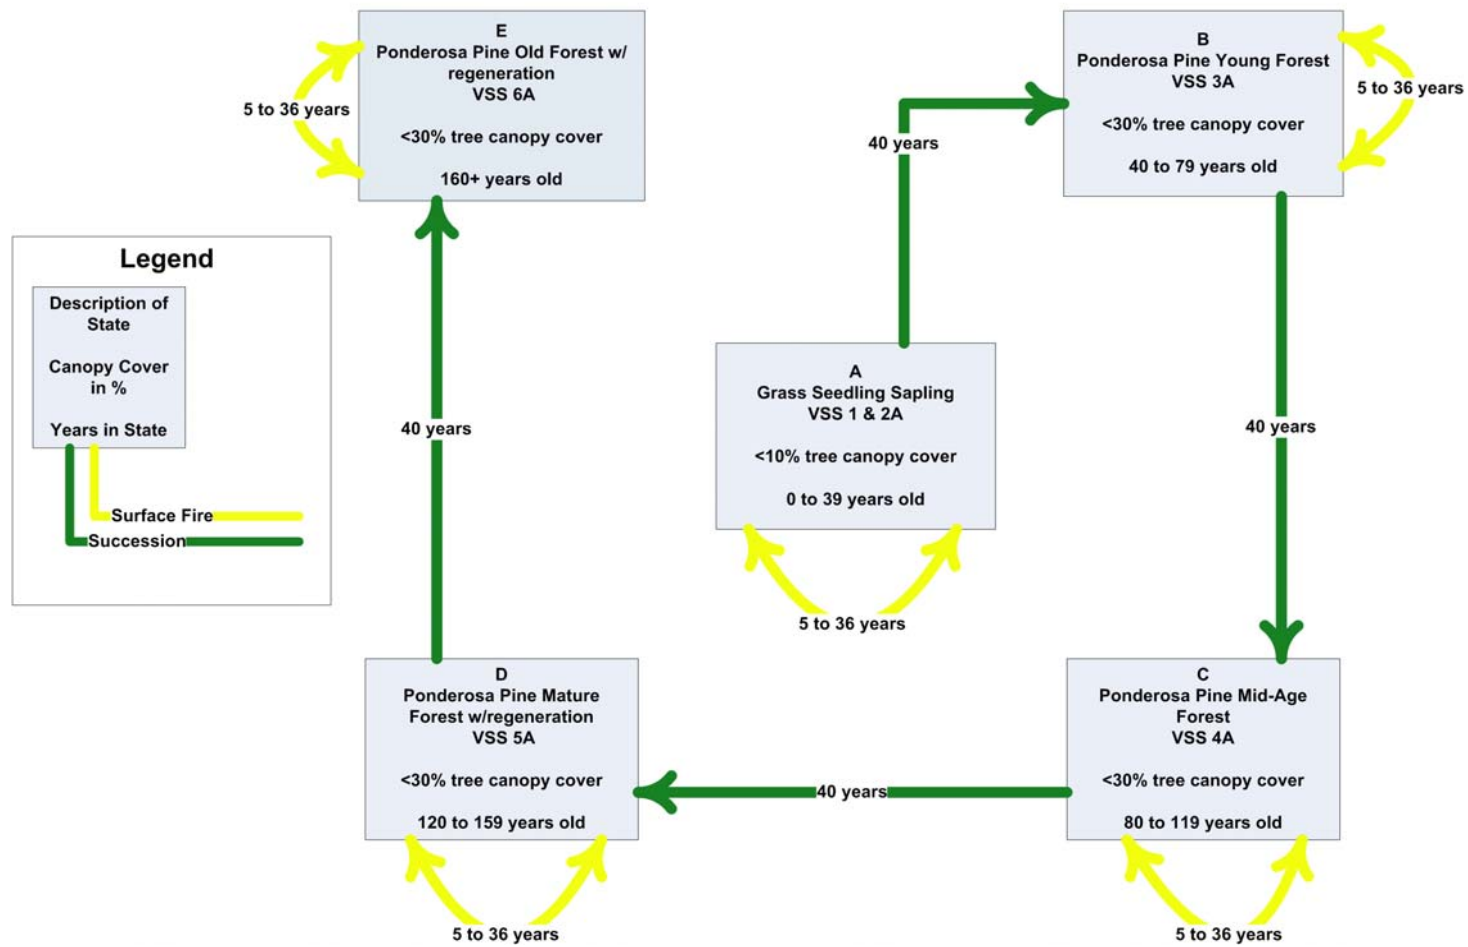 E
Ponderosa Pine Old Forest w/
regeneration
VSS 6A
<30% tree canopy cover
160+ years old
5 to 36 years
B
Ponderosa Pine Young Forest
VSS 3A
<30% tree canopy cover
40 to 79 years old
5 to 36 years
40 years
Legend
Description of
State
Canopy Cover
in %
Years in State
Surface Fire
Succession
40 years
A
Grass Seedling Sapling
VSS 1 & 2A
<10% tree canopy cover
0 to 39 years old
5 to 36 years
40 years
D
Ponderosa Pine Mature
Forest w/regeneration
VSS 5A
<30% tree canopy cover
120 to 159 years old
5 to 36 years
40 years
C
Ponderosa Pine Mid-Age
Forest
VSS 4A
<30% tree canopy cover
80 to 119 years old
5 to 36 years